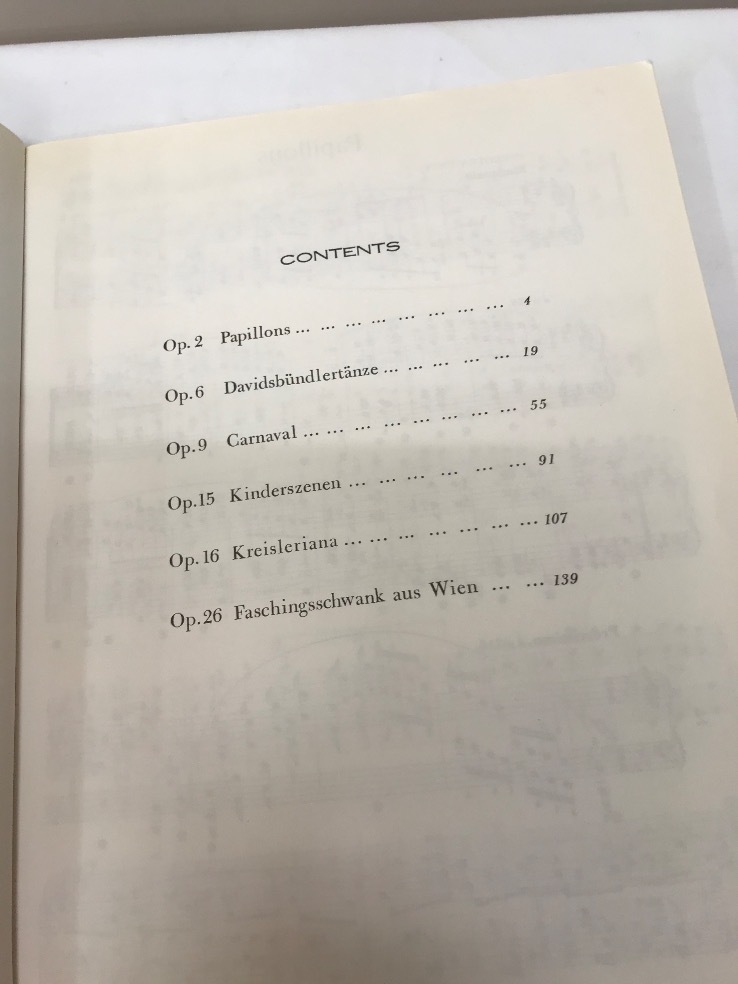 CONTENTS
Op. 2 Papillons ... ... ... ... ... ... ... ... 4
Op. 6 Davidsbündlertänze ... ... ... ... ... 19
Op. 9 Carnaval ... ... ... ... ... ... ... ... 55
Op. 15 Kinderszenen ... ... ... ... ... ... 91
Op. 16 Kreisleriana ... ... ... ... ... ... ... 107
Op. 26 Faschingsschwank aus Wien ... ... 139